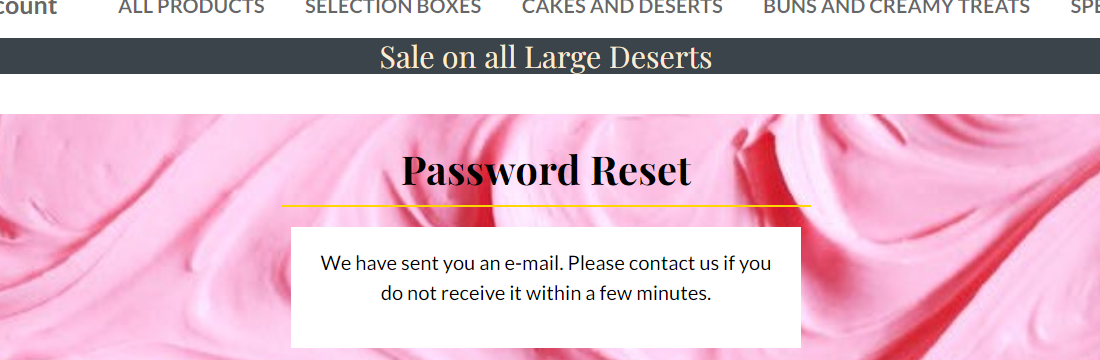 count ALL PRODUCTS SELECTION BOXES CAKES AND DESERTS BUNS AND CREAMY TREATS SPE
Sale on all Large Deserts
Password Reset
We have sent you an e-mail. Please contact us if you
do not receive it within a few minutes.